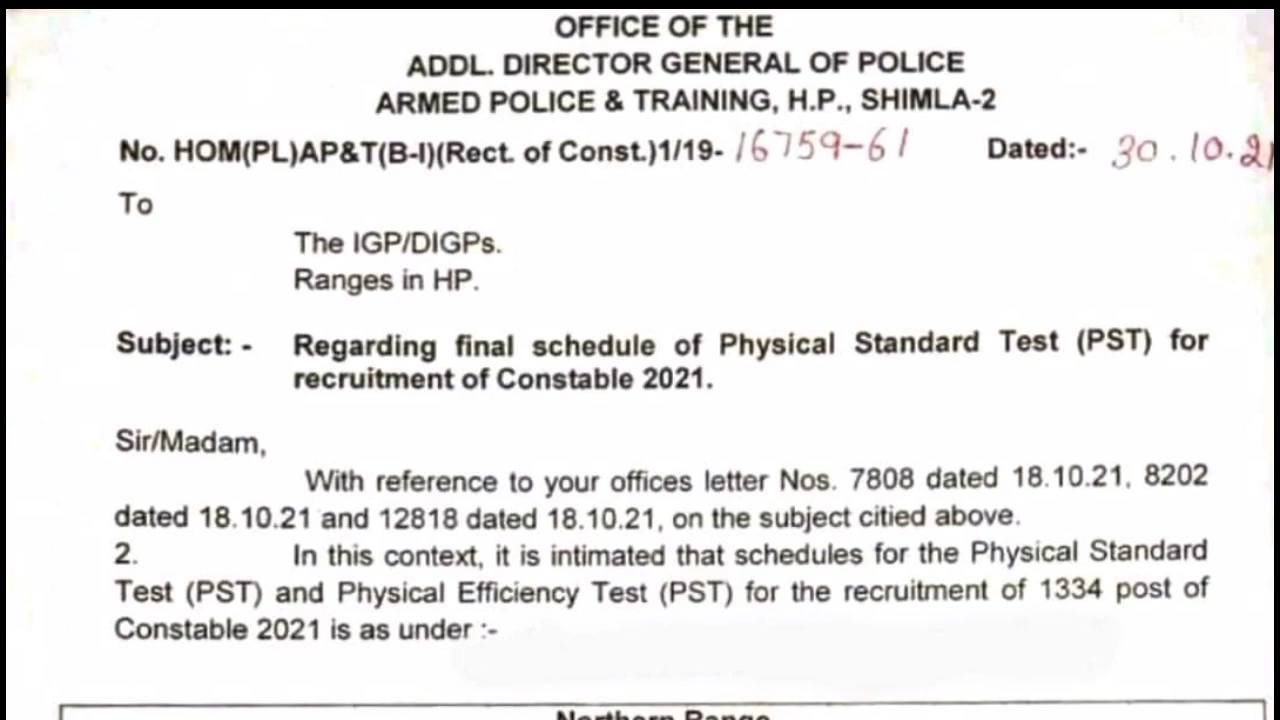 OFFICE OF THE
ADDL. DIRECTOR GENERAL OF POLICE
ARMED POLICE & TRAINING, H.P., SHIMLA-2
No. HOM(PL)AP&T(B-I)(Rect. of Const.)1/19- 16759-61 Dated:- 30.10.21
To
The IGP/DIGPs.
Ranges in HP.
Subject: - Regarding final schedule of Physical Standard Test (PST) for
recruitment of Constable 2021.
Sir/Madam,
With reference to your offices letter Nos. 7808 dated 18.10.21, 8202
dated 18.10.21 and 12818 dated 18.10.21, on the subject citied above.
2. In this context, it is intimated that schedules for the Physical Standard
Test (PST) and Physical Efficiency Test (PST) for the recruitment of 1334 post of
Constable 2021 is as under :-
Northern Range